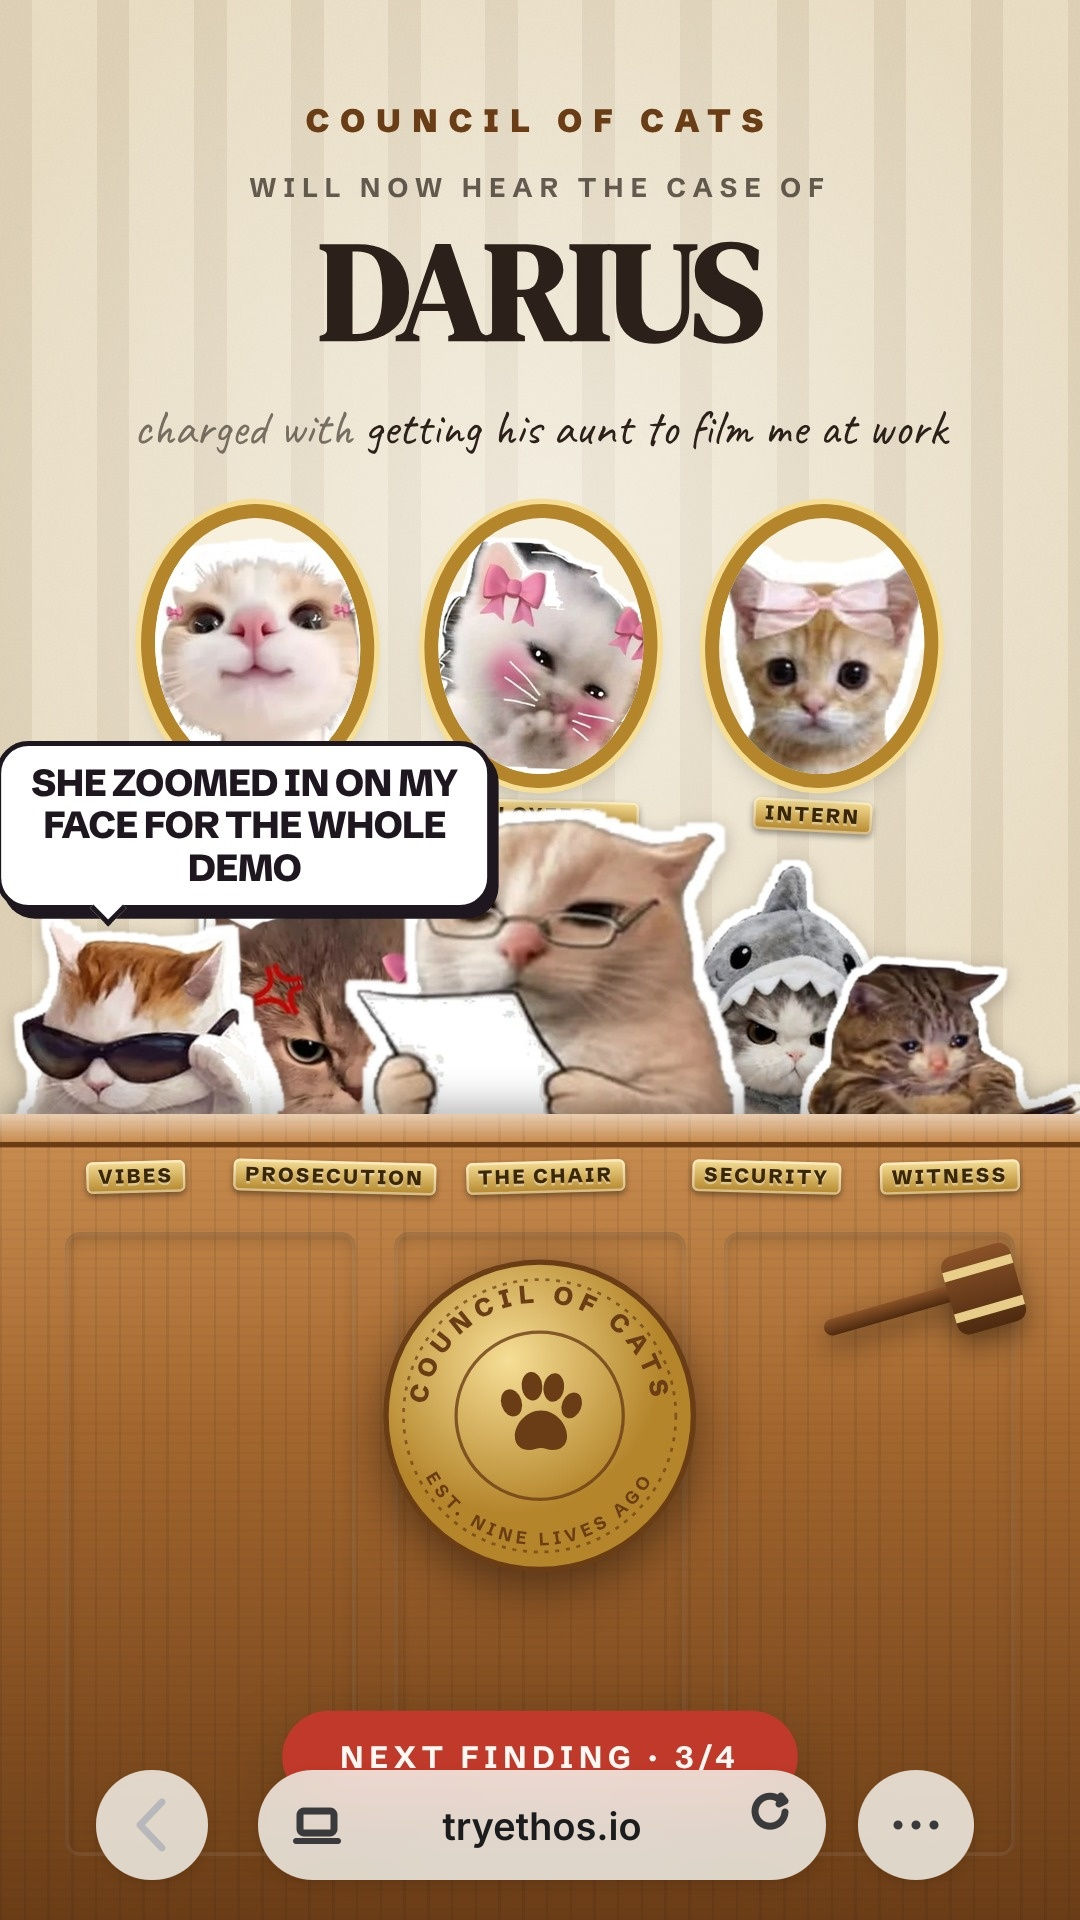 COUNCIL OF CATS
WILL NOW HEAR THE CASE OF
DARIUS
charged with getting his aunt to film me at work
SHE ZOOMED IN ON MY
FACE FOR THE WHOLE
DEMO
INTERN
VIBES
PROSECUTION
THE CHAIR
SECURITY
WITNESS
COUNCIL OF CATS
EST. NINE LIVES AGO
NEXT FINDING · 3/4
tryethos.io